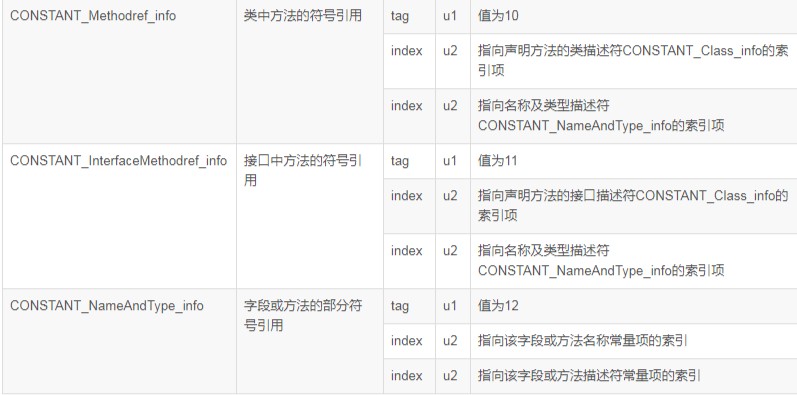 CONSTANT_Methodref_info 类中方法的符号引用 tag u1 值为10
index u2 指向声明方法的类描述符CONSTANT_Class_info的索
引项
index u2 指向名称及类型描述符
CONSTANT_NameAndType_info的索引项
CONSTANT_InterfaceMethodref_info 接口中方法的符号引 tag u1 值为11
用
index u2 指向声明方法的接口描述符CONSTANT_Class_info的
索引项
index u2 指向名称及类型描述符
CONSTANT_NameAndType_info的索引项
CONSTANT_NameAndType_info 字段或方法的部分符 tag u1 值为12
号引用
index u2 指向该字段或方法名称常量项的索引
index u2 指向该字段或方法描述符常量项的索引